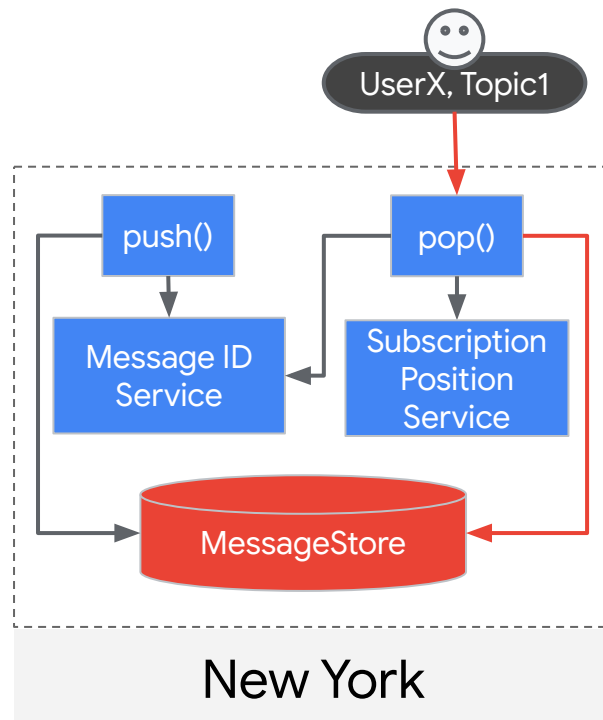 UserX, Topic1
push()
pop()
Message ID
Service
Subscription
Position
Service
MessageStore
New York